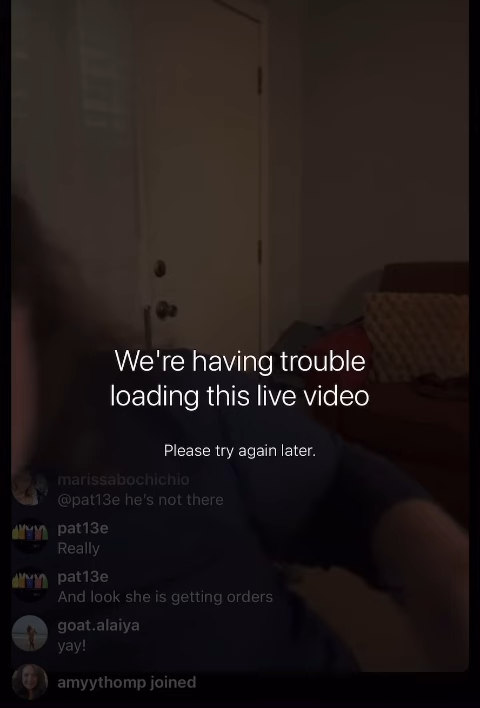 We're having trouble
loading this live video
Please try again later.
marissabochichio
@pat13e he's not there
pat13e
Really
pat13e
And look she is getting orders
goat.alaiya
yay!
amyythomp joined